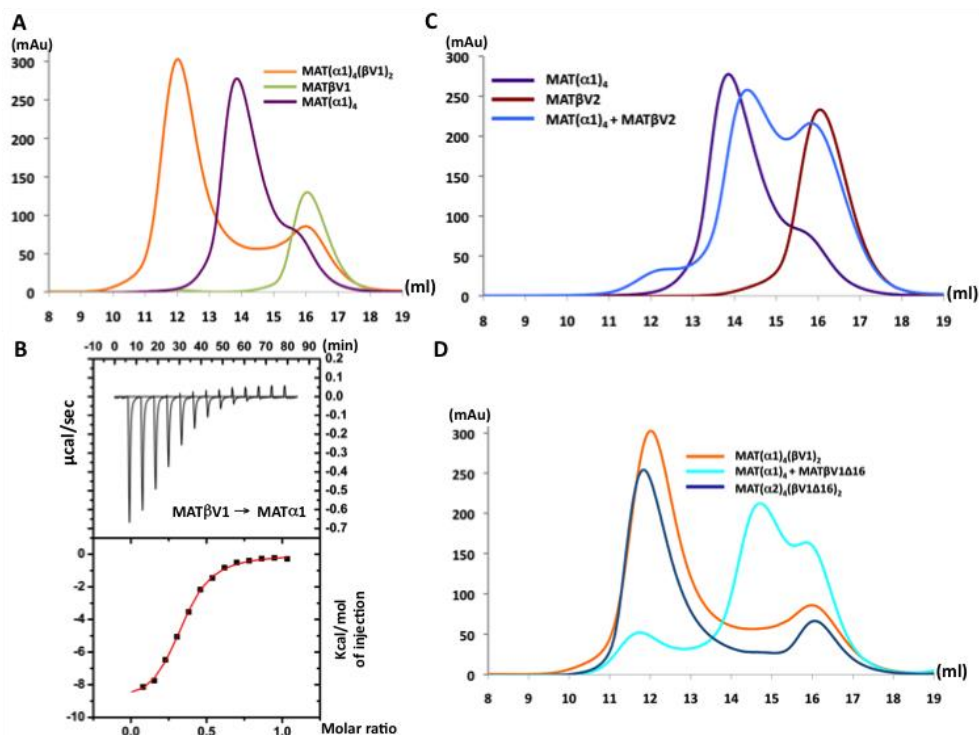 A
(mAu)
300
250
200
150
100
50
0
MAT(α1)₄(βV1)₂
MATβV1
MAT(α1)₄
(ml)
8 9 10 11 12 13 14 15 16 17 18 19
C
(mAu)
300
250
200
150
100
50
0
MAT(α1)₄
MATβV2
MAT(α1)₄ + MATβV2
(ml)
8 9 10 11 12 13 14 15 16 17 18 19
B
-10 0 10 20 30 40 50 60 70 80 90 (min)
0.2
0.1
0.0
-0.1
-0.2
-0.3
-0.4
-0.5
-0.6
-0.7
μcal/sec
MATβV1 → MATα1
0
-2
-4
-6
-8
-10
Kcal/mol
of injection
0.0 0.5 1.0 Molar ratio
D
(mAu)
300
250
200
150
100
50
0
MAT(α1)₄(βV1)₂
MAT(α1)₄ + MATβV1Δ16
MAT(α2)₄(βV1Δ16)₂
(ml)
8 9 10 11 12 13 14 15 16 17 18 19